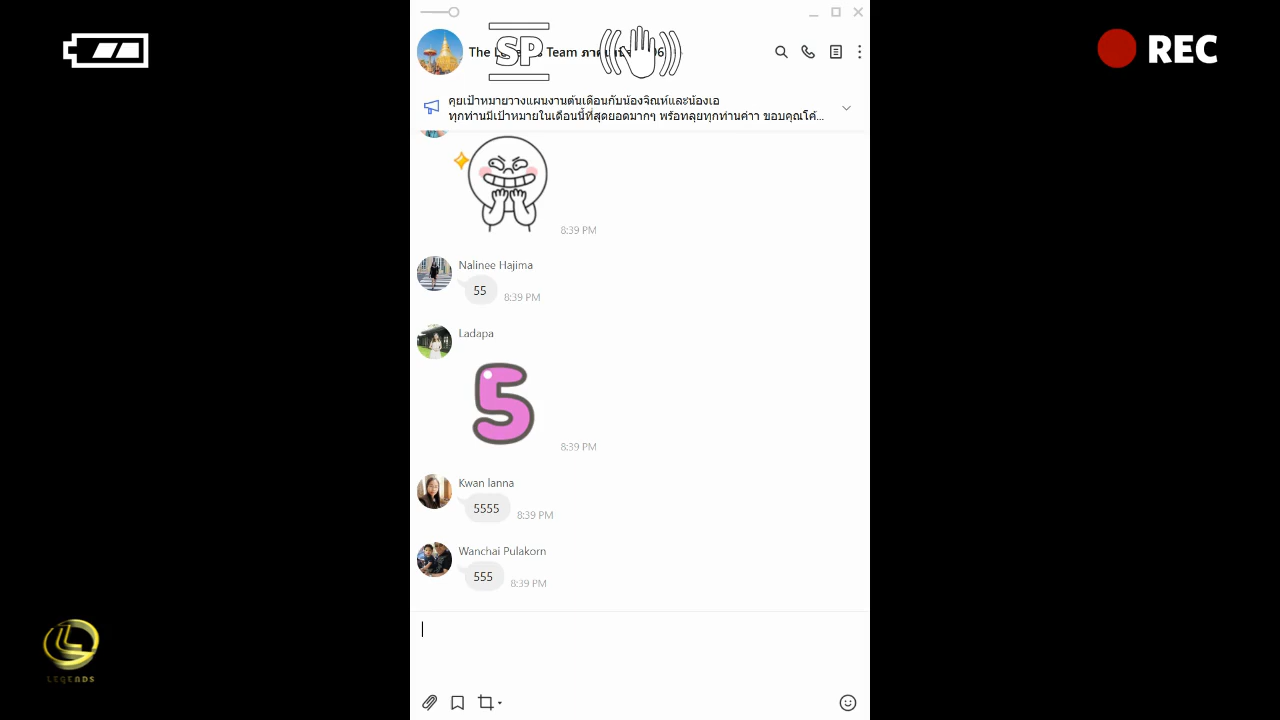 REC
SP
The L
Team ภาค
คุยเป้าหมายวางแผนงานต้นเดือนกับน้องจิณห์และน้องเอ
ทุกท่านมีเป้าหมายในเดือนนี้ที่สุดยอดมากๆ พร้อทลุยทุกท่านค่าา ขอบคุณโค้...
8:39 PM
Nalinee Hajima
55
8:39 PM
Ladapa
5
8:39 PM
Kwan lanna
5555
8:39 PM
Wanchai Pulakorn
555
8:39 PM
LEGENDS